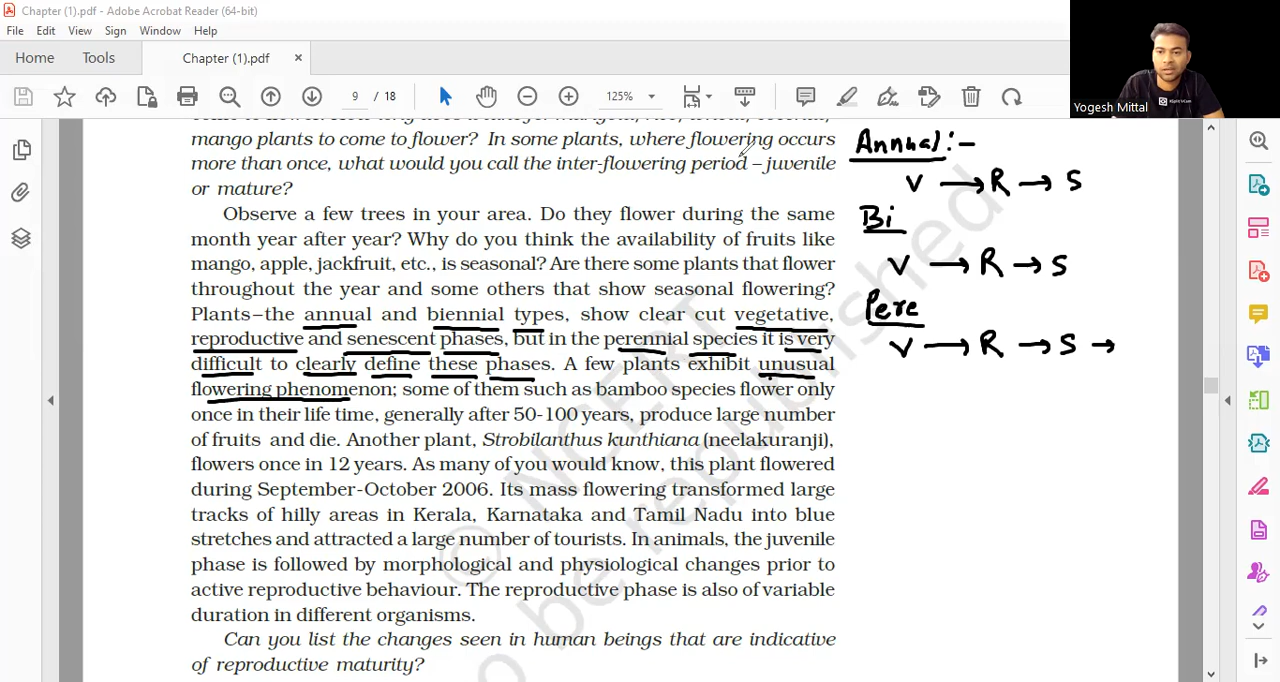 Chapter (1).pdf - Adobe Acrobat Reader (64-bit)
File Edit View Sign Window Help
Home Tools Chapter (1).pdf ×
9 / 18 125%
Yogesh Mittal
mango plants to come to flower? In some plants, where flowering occurs
more than once, what would you call the inter-flowering period – juvenile
or mature?
Observe a few trees in your area. Do they flower during the same
month year after year? Why do you think the availability of fruits like
mango, apple, jackfruit, etc., is seasonal? Are there some plants that flower
throughout the year and some others that show seasonal flowering?
Plants–the annual and biennial types, show clear cut vegetative,
reproductive and senescent phases, but in the perennial species it is very
difficult to clearly define these phases. A few plants exhibit unusual
flowering phenomenon; some of them such as bamboo species flower only
once in their life time, generally after 50-100 years, produce large number
of fruits and die. Another plant, Strobilanthus kunthiana (neelakuranji),
flowers once in 12 years. As many of you would know, this plant flowered
during September-October 2006. Its mass flowering transformed large
tracks of hilly areas in Kerala, Karnataka and Tamil Nadu into blue
stretches and attracted a large number of tourists. In animals, the juvenile
phase is followed by morphological and physiological changes prior to
active reproductive behaviour. The reproductive phase is also of variable
duration in different organisms.
Can you list the changes seen in human beings that are indicative
of reproductive maturity?
Annual:-
V → R → S
Bi
V → R → S
Pere
V → R → S →
© NCERT
to be republished